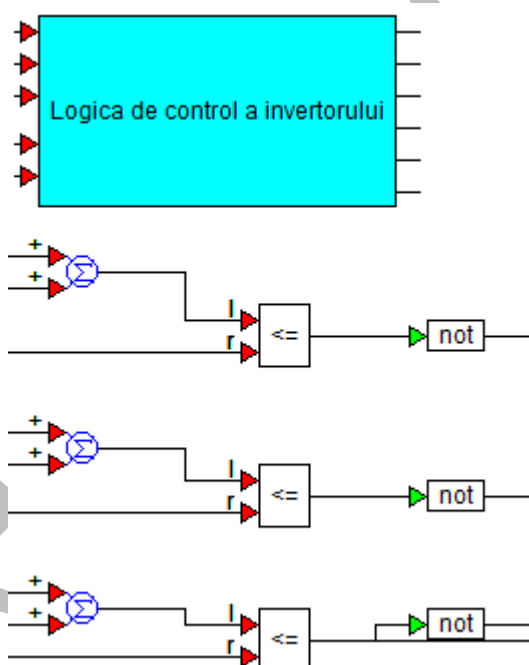 Logica de control a invertorului
+
+
Σ
l
r
<=
not
+
+
Σ
l
r
<=
not
+
+
Σ
l
r
<=
not